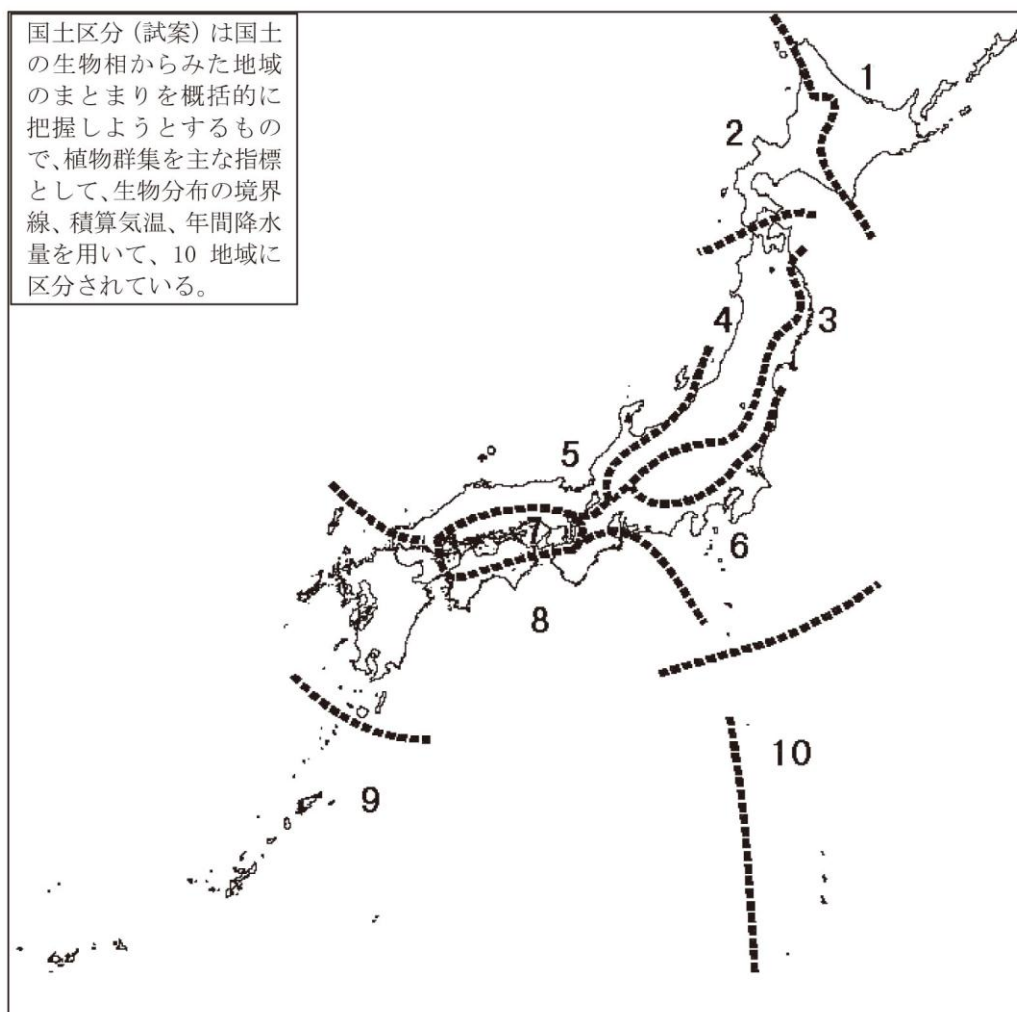 国土区分（試案）は国土
の生物相からみた地域
のまとまりを概括的に
把握しようとするもの
で、植物群集を主な指標
として、生物分布の境界
線、積算気温、年間降水
量を用いて、10 地域に
区分されている。
1
2
4
3
5
7
6
8
10
9